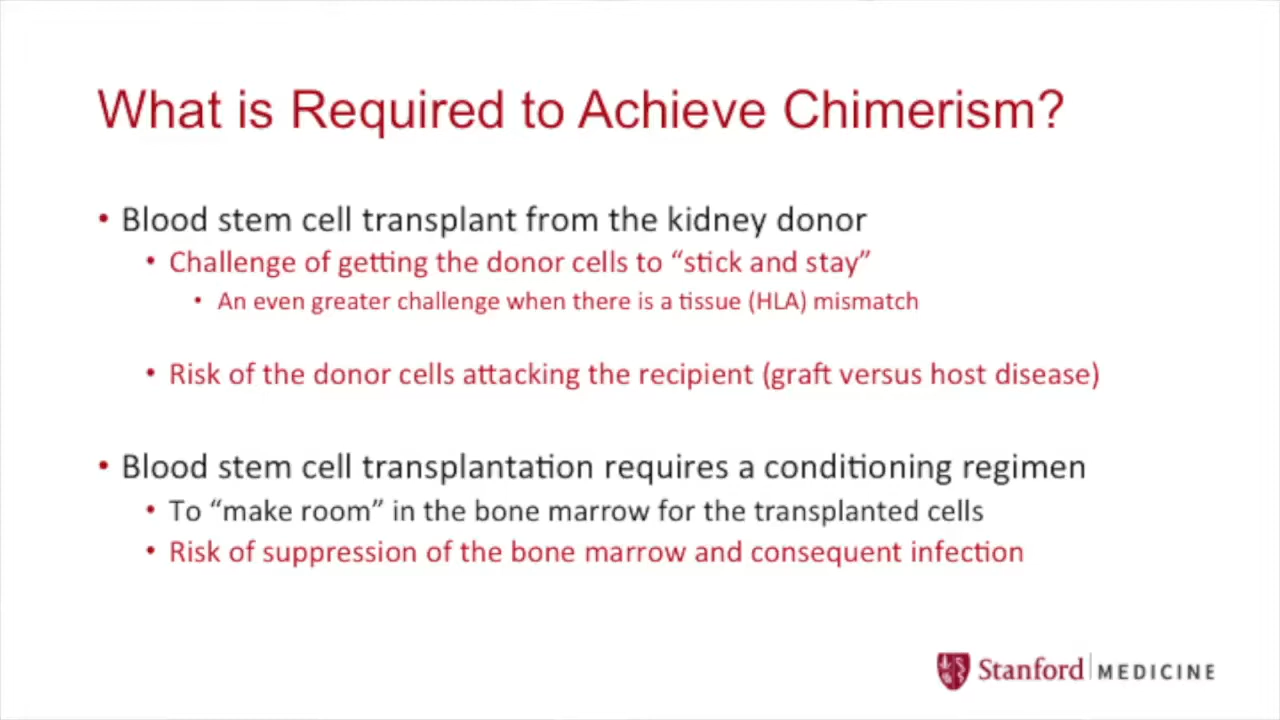 What is Required to Achieve Chimerism?
• Blood stem cell transplant from the kidney donor
• Challenge of getting the donor cells to “stick and stay”
• An even greater challenge when there is a tissue (HLA) mismatch
• Risk of the donor cells attacking the recipient (graft versus host disease)
• Blood stem cell transplantation requires a conditioning regimen
• To “make room” in the bone marrow for the transplanted cells
• Risk of suppression of the bone marrow and consequent infection
Stanford MEDICINE